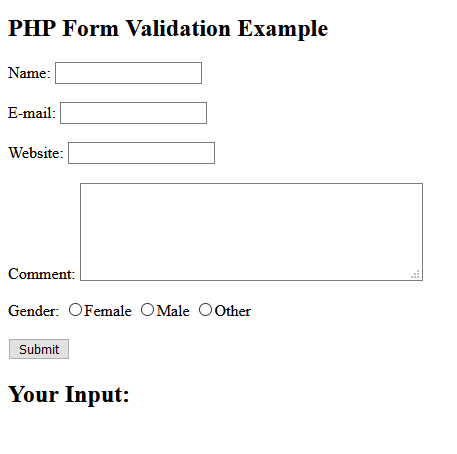 PHP Form Validation Example
Name:
E-mail:
Website:
Comment:
Gender: Female Male Other
Submit
Your Input: